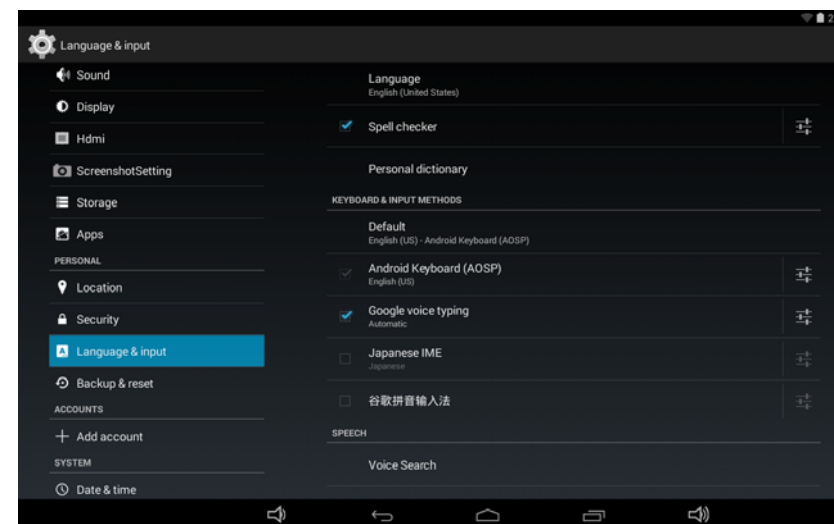 2
Language & input
Sound
Display
Hdmi
ScreenshotSetting
Storage
Apps
PERSONAL
Location
Security
A Language & input
Backup & reset
ACCOUNTS
Add account
SYSTEM
Date & time
Language
English (United States)
Spell checker
Personal dictionary
KEYBOARD & INPUT METHODS
Default
English (US) - Android Keyboard (AOSP)
Android Keyboard (AOSP)
English (US)
Google voice typing
Automatic
Japanese IME
Japanese
谷歌拼音输入法
SPEECH
Voice Search